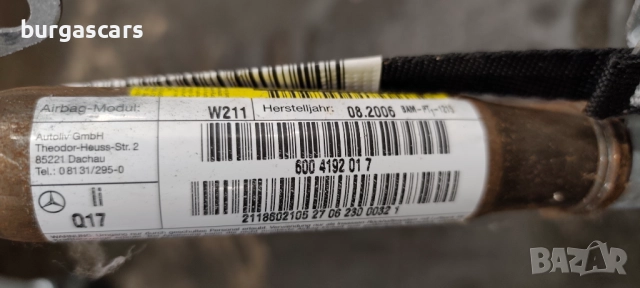 burgascars
Airbag-Modul:
W211
Herstelljahr:
08.2006
Autoliv GmbH
Theodor-Heuss-Str. 2
85221 Dachau
Tel.: 08131/295-0
600 4192 01 7
ii
Q17
2118602105 27 06 230 0032 1
BAZAR